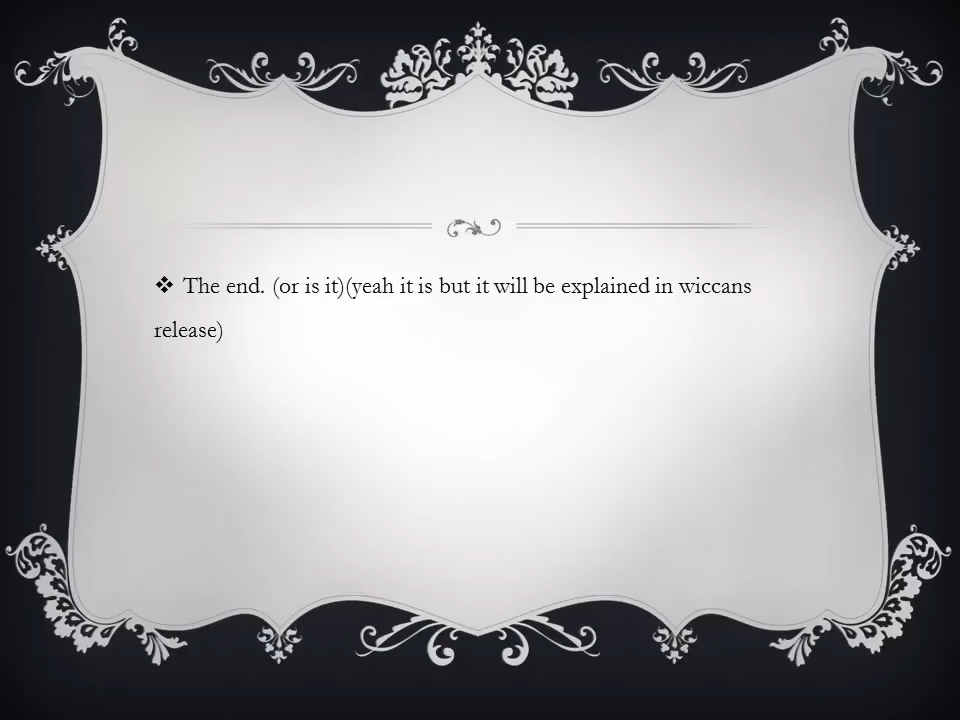 ❖ The end. (or is it)(yeah it is but it will be explained in wiccans
release)